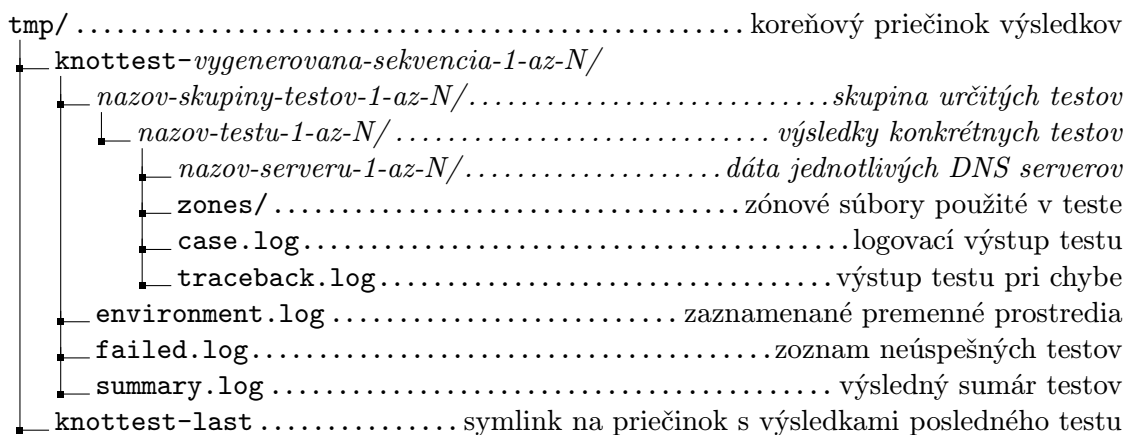 tmp/ .................................................. koreňový priečinok výsledkov
knottest-vygenerovana-sekvencia-1-az-N/
nazov-skupiny-testov-1-az-N/...........................skupina určitých testov
nazov-testu-1-az-N/ ............................ výsledky konkrétnych testov
nazov-serveru-1-az-N/....................dáta jednotlivých DNS serverov
zones/ ...................................zónové súbory použité v teste
case.log.........................................logovací výstup testu
traceback.log..................................výstup testu pri chybe
environment.log .......................... zaznamenané premenné prostredia
failed.log.......................................zoznam neúspešných testov
summary.log .......................................... výsledný sumár testov
knottest-last ............... symlink na priečinok s výsledkami posledného testu